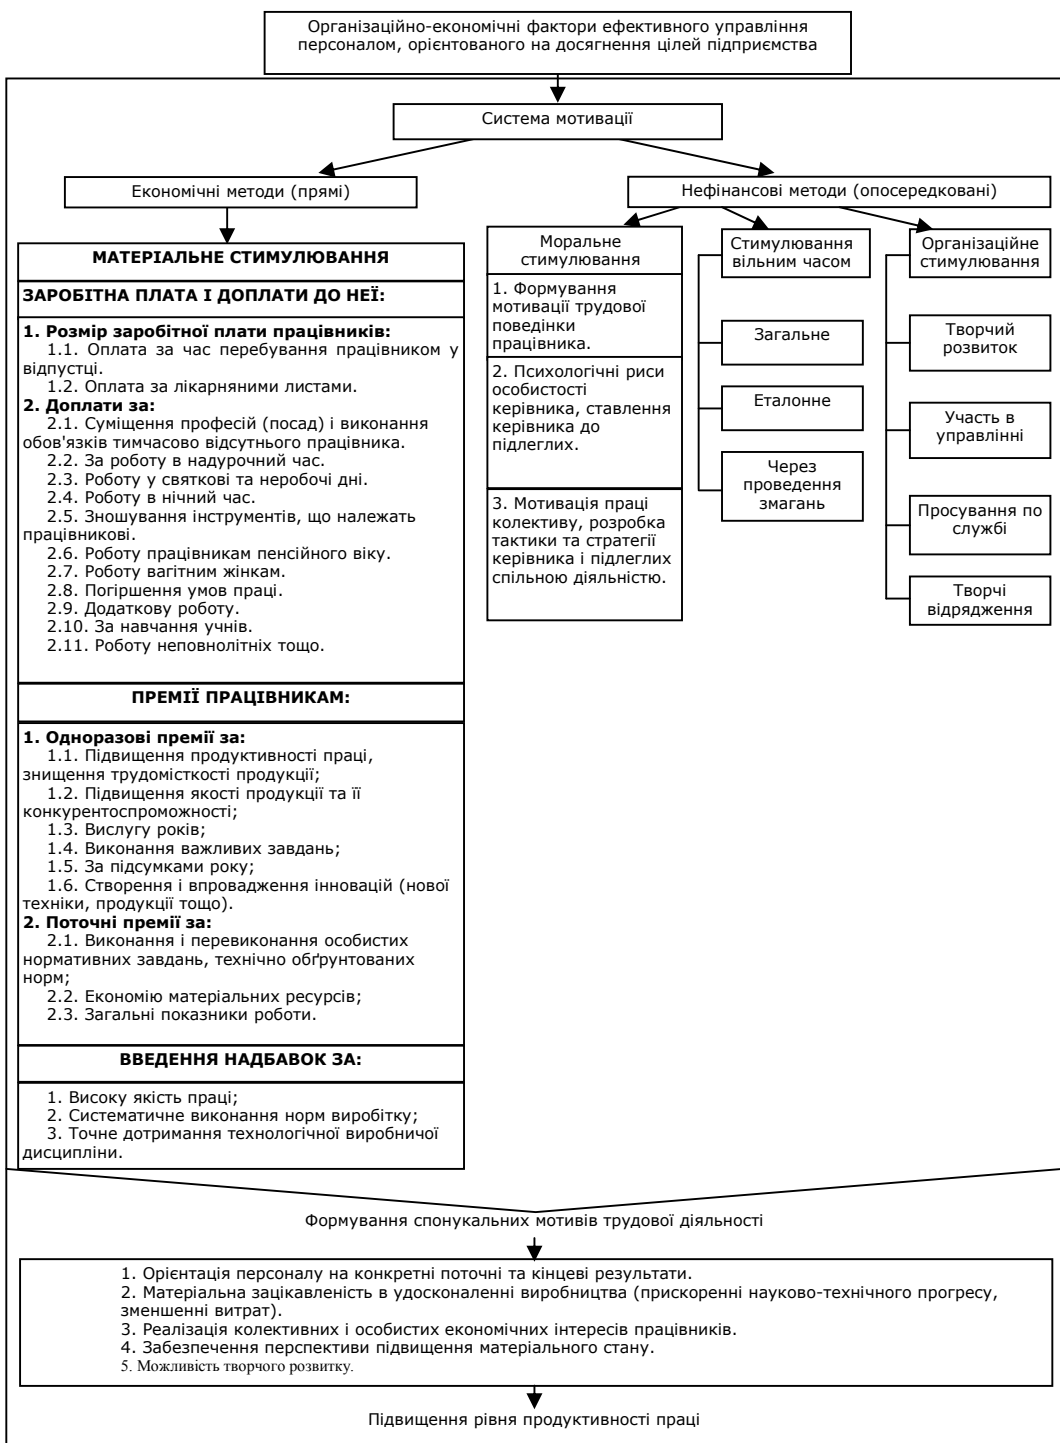 Організаційно-економічні фактори ефективного управління
персоналом, орієнтованого на досягнення цілей підприємства
Система мотивації
Економічні методи (прямі)
Нефінансові методи (опосередковані)
МАТЕРІАЛЬНЕ СТИМУЛЮВАННЯ
ЗАРОБІТНА ПЛАТА І ДОПЛАТИ ДО НЕЇ:
1. Розмір заробітної плати працівників:
1.1. Оплата за час перебування працівником у
відпустці.
1.2. Оплата за лікарняними листами.
2. Доплати за:
2.1. Суміщення професій (посад) і виконання
обов'язків тимчасово відсутнього працівника.
2.2. За роботу в надурочний час.
2.3. Роботу у святкові та неробочі дні.
2.4. Роботу в нічний час.
2.5. Зношування інструментів, що належать
працівникові.
2.6. Роботу працівникам пенсійного віку.
2.7. Роботу вагітним жінкам.
2.8. Погіршення умов праці.
2.9. Додаткову роботу.
2.10. За навчання учнів.
2.11. Роботу неповнолітніх тощо.
ПРЕМІЇ ПРАЦІВНИКАМ:
1. Одноразові премії за:
1.1. Підвищення продуктивності праці,
знищення трудомісткості продукції;
1.2. Підвищення якості продукції та її
конкурентоспроможності;
1.3. Вислугу років;
1.4. Виконання важливих завдань;
1.5. За підсумками року;
1.6. Створення і впровадження інновацій (нової
техніки, продукції тощо).
2. Поточні премії за:
2.1. Виконання і перевиконання особистих
нормативних завдань, технічно обґрунтованих
норм;
2.2. Економію матеріальних ресурсів;
2.3. Загальні показники роботи.
ВВЕДЕННЯ НАДБАВОК ЗА:
1. Високу якість праці;
2. Систематичне виконання норм виробітку;
3. Точне дотримання технологічної виробничої
дисципліни.
Моральне
стимулювання
1. Формування
мотивації трудової
поведінки
працівника.
2. Психологічні риси
особистості
керівника, ставлення
керівника до
підлеглих.
3. Мотивація праці
колективу, розробка
тактики та стратегії
керівника і підлеглих
спільною діяльністю.
Стимулювання
вільним часом
Загальне
Еталонне
Через
проведення
змагань
Організаційне
стимулювання
Творчий
розвиток
Участь в
управлінні
Просування по
службі
Творчі
відрядження
Формування спонукальних мотивів трудової діяльності
1. Орієнтація персоналу на конкретні поточні та кінцеві результати.
2. Матеріальна зацікавленість в удосконаленні виробництва (прискоренні науково-технічного прогресу,
зменшенні витрат).
3. Реалізація колективних і особистих економічних інтересів працівників.
4. Забезпечення перспективи підвищення матеріального стану.
5. Можливість творчого розвитку.
Підвищення рівня продуктивності праці